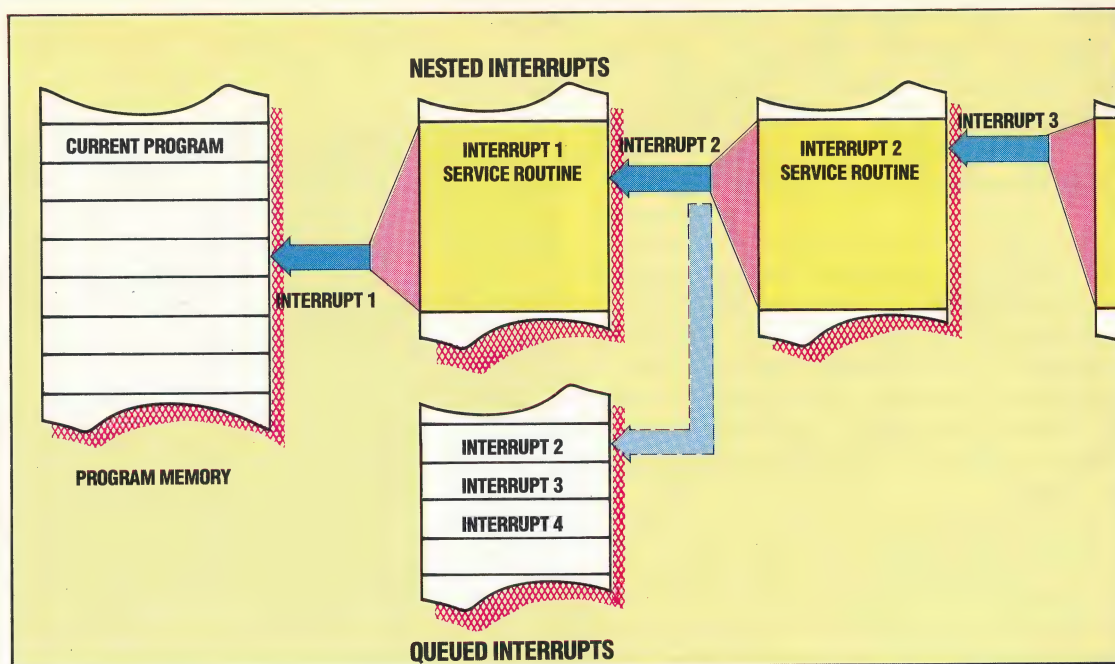 NESTED INTERRUPTS
CURRENT PROGRAM
INTERRUPT 1
SERVICE ROUTINE
INTERRUPT 2
INTERRUPT 2
SERVICE ROUTINE
INTERRUPT 3
INTERRUPT 1
PROGRAM MEMORY
INTERRUPT 2
INTERRUPT 3
INTERRUPT 4
QUEUED INTERRUPTS